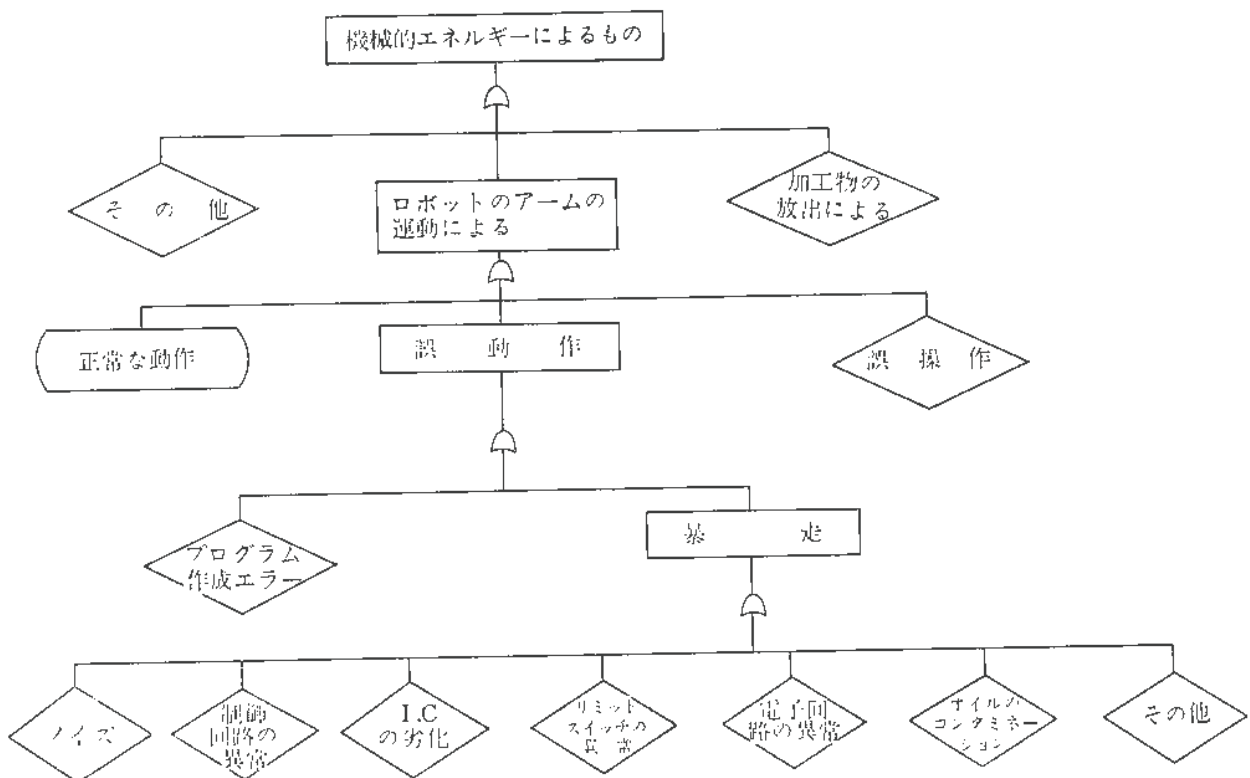 機械的エネルギーによるもの
その他
ロボットのアームの
運動による
加工物の
放出による
正常な動作
誤動作
誤操作
プログラム
作成エラー
暴走
ノイズ
制御
回路の
異常
I.C
の劣化
リミット
スイッチの
異常
電子回
路の異常
オイルの
コンタミネー
ション
その他